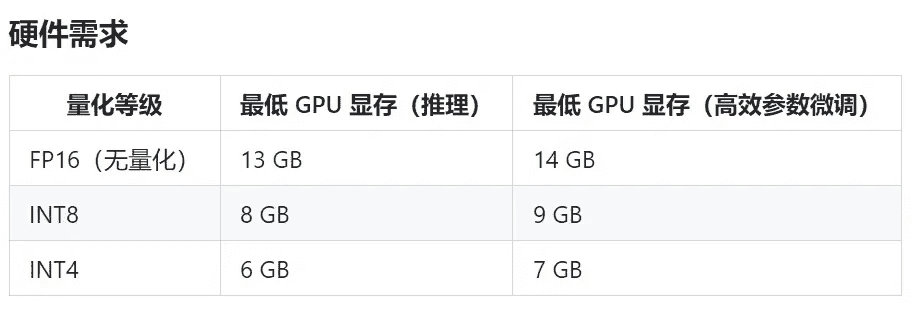 硬件需求
量化等级 最低 GPU 显存（推理） 最低 GPU 显存（高效参数微调）
FP16（无量化） 13 GB 14 GB
INT8 8 GB 9 GB
INT4 6 GB 7 GB